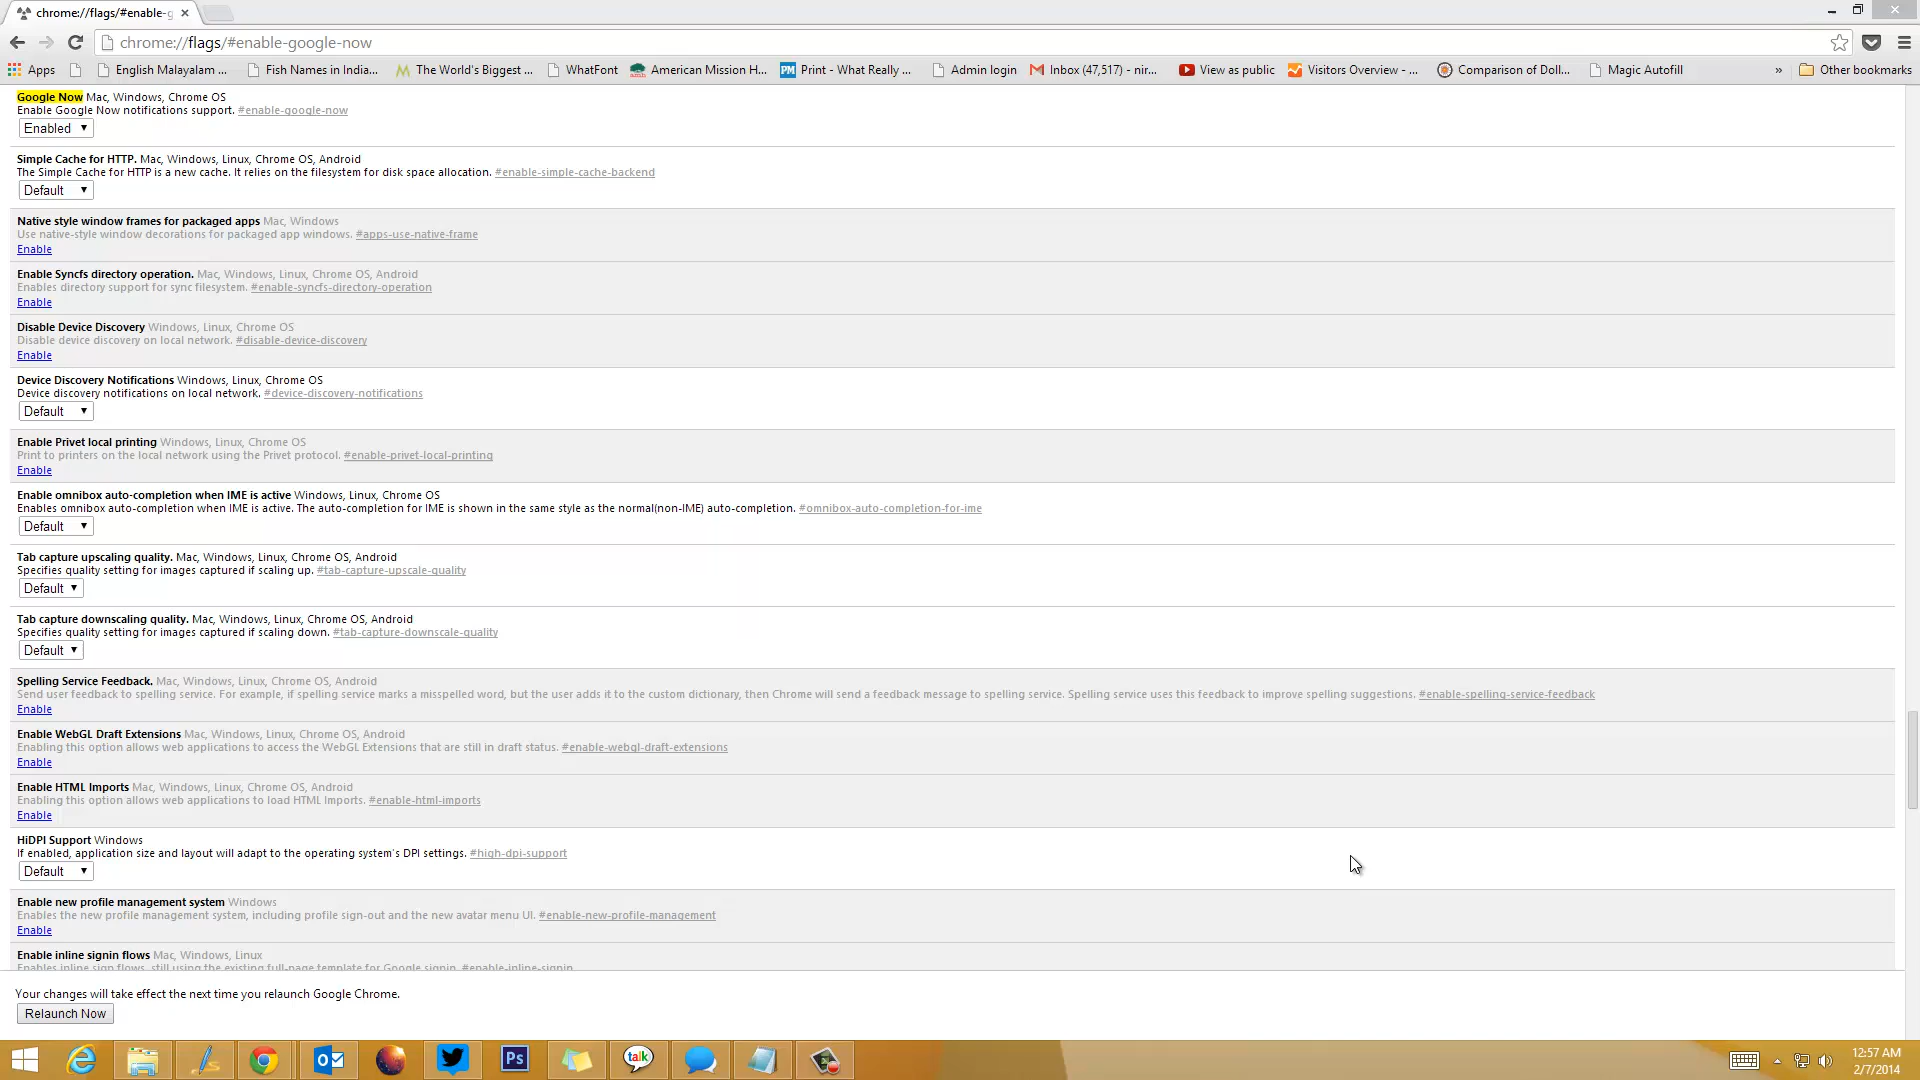 chrome://flags/#enable-g
chrome://flags/#enable-google-now
Apps English Malayalam ... Fish Names in India... The World's Biggest ... WhatFont American Mission H... Print - What Really ... Admin login Inbox (47,517) - nir... View as public Visitors Overview - ... Comparison of Doll... Magic Autofill » Other bookmarks
Google Now Mac, Windows, Chrome OS
Enable Google Now notifications support. #enable-google-now
Enabled
Simple Cache for HTTP. Mac, Windows, Linux, Chrome OS, Android
The Simple Cache for HTTP is a new cache. It relies on the filesystem for disk space allocation. #enable-simple-cache-backend
Default
Native style window frames for packaged apps Mac, Windows
Use native-style window decorations for packaged app windows. #apps-use-native-frame
Enable
Enable Syncfs directory operation. Mac, Windows, Linux, Chrome OS, Android
Enables directory support for sync filesystem. #enable-syncfs-directory-operation
Enable
Disable Device Discovery Windows, Linux, Chrome OS
Disable device discovery on local network. #disable-device-discovery
Enable
Device Discovery Notifications Windows, Linux, Chrome OS
Device discovery notifications on local network. #device-discovery-notifications
Default
Enable Privet local printing Windows, Linux, Chrome OS
Print to printers on the local network using the Privet protocol. #enable-privet-local-printing
Enable
Enable omnibox auto-completion when IME is active Windows, Linux, Chrome OS
Enables omnibox auto-completion when IME is active. The auto-completion for IME is shown in the same style as the normal(non-IME) auto-completion. #omnibox-auto-completion-for-ime
Default
Tab capture upscaling quality. Mac, Windows, Linux, Chrome OS, Android
Specifies quality setting for images captured if scaling up. #tab-capture-upscale-quality
Default
Tab capture downscaling quality. Mac, Windows, Linux, Chrome OS, Android
Specifies quality setting for images captured if scaling down. #tab-capture-downscale-quality
Default
Spelling Service Feedback. Mac, Windows, Linux, Chrome OS, Android
Send user feedback to spelling service. For example, if spelling service marks a misspelled word, but the user adds it to the custom dictionary, then Chrome will send a feedback message to spelling service. Spelling service uses this feedback to improve spelling suggestions. #enable-spelling-service-feedback
Enable
Enable WebGL Draft Extensions Mac, Windows, Linux, Chrome OS, Android
Enabling this option allows web applications to access the WebGL Extensions that are still in draft status. #enable-webgl-draft-extensions
Enable
Enable HTML Imports Mac, Windows, Linux, Chrome OS, Android
Enabling this option allows web applications to load HTML Imports. #enable-html-imports
Enable
HiDPI Support Windows
If enabled, application size and layout will adapt to the operating system's DPI settings. #high-dpi-support
Default
Enable new profile management system Windows
Enables the new profile management system, including profile sign-out and the new avatar menu UI. #enable-new-profile-management
Enable
Enable inline signin flows Mac, Windows, Linux
Enables inline sign flows, still using the existing full-page template for Google signin. #enable-inline-signin
Your changes will take effect the next time you relaunch Google Chrome.
Relaunch Now
Ps
talk
12:57 AM
2/7/2014